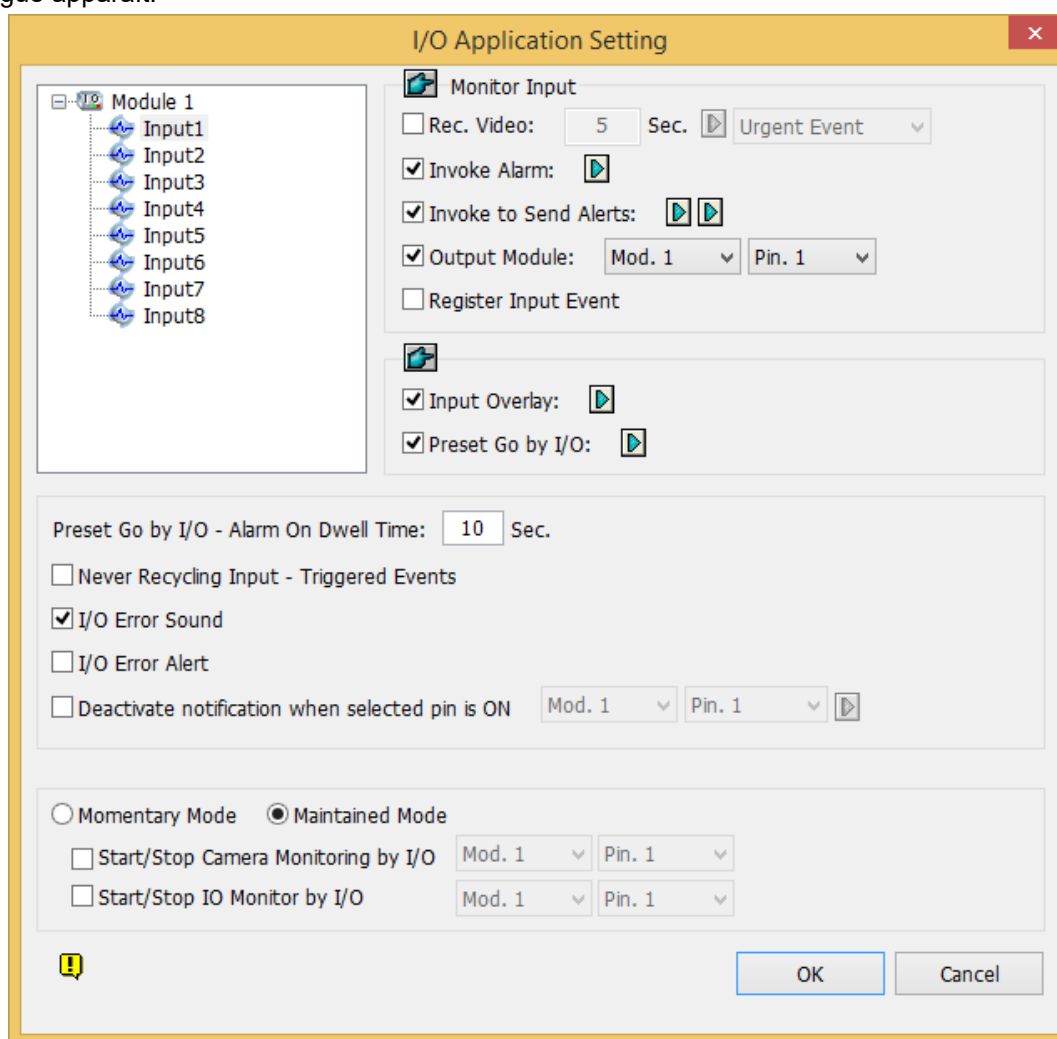 gue apparaît.
I/O Application Setting
Module 1
Input1
Input2
Input3
Input4
Input5
Input6
Input7
Input8
Monitor Input
Rec. Video: 5 Sec. Urgent Event
Invoke Alarm:
Invoke to Send Alerts:
Output Module: Mod. 1 Pin. 1
Register Input Event
Input Overlay:
Preset Go by I/O:
Preset Go by I/O - Alarm On Dwell Time: 10 Sec.
Never Recycling Input - Triggered Events
I/O Error Sound
I/O Error Alert
Deactivate notification when selected pin is ON Mod. 1 Pin. 1
Momentary Mode Maintained Mode
Start/Stop Camera Monitoring by I/O Mod. 1 Pin. 1
Start/Stop IO Monitor by I/O Mod. 1 Pin. 1
OK Cancel